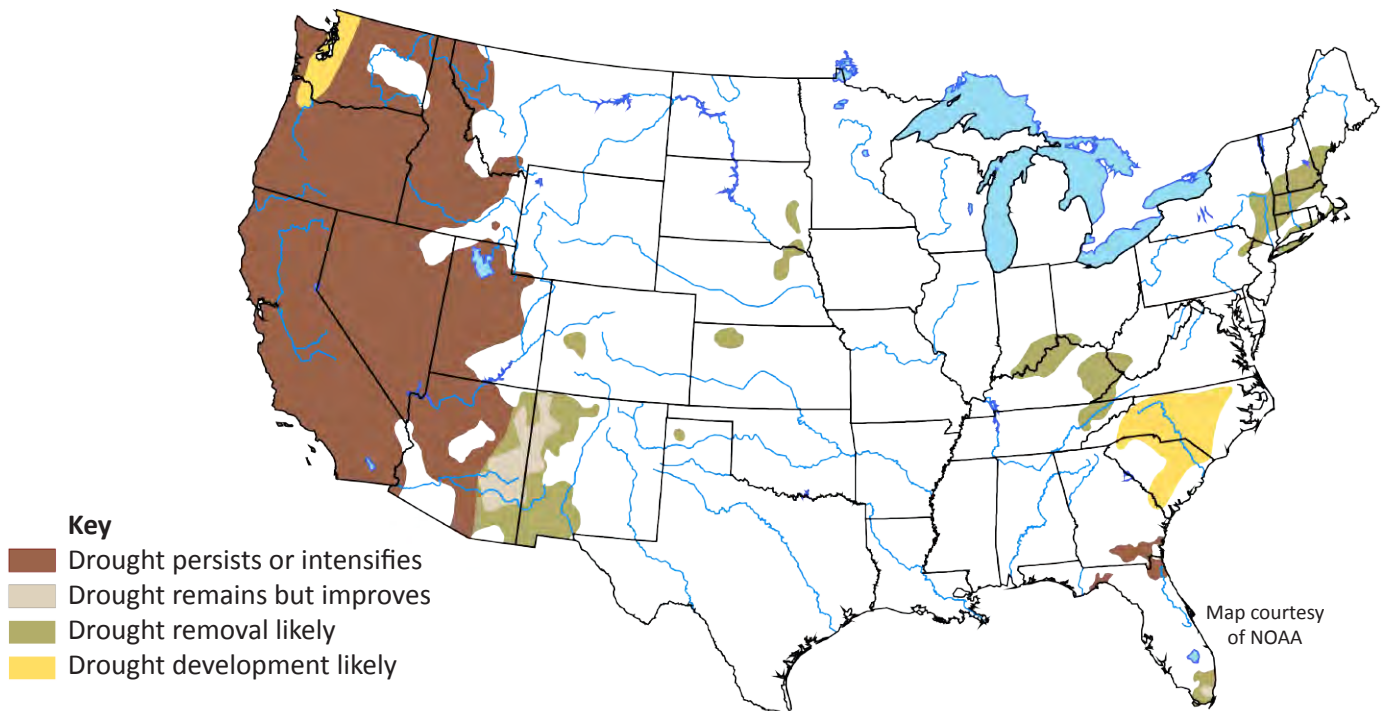 Key
Drought persists or intensifies
Drought remains but improves
Drought removal likely
Drought development likely
Map courtesy
of NOAA